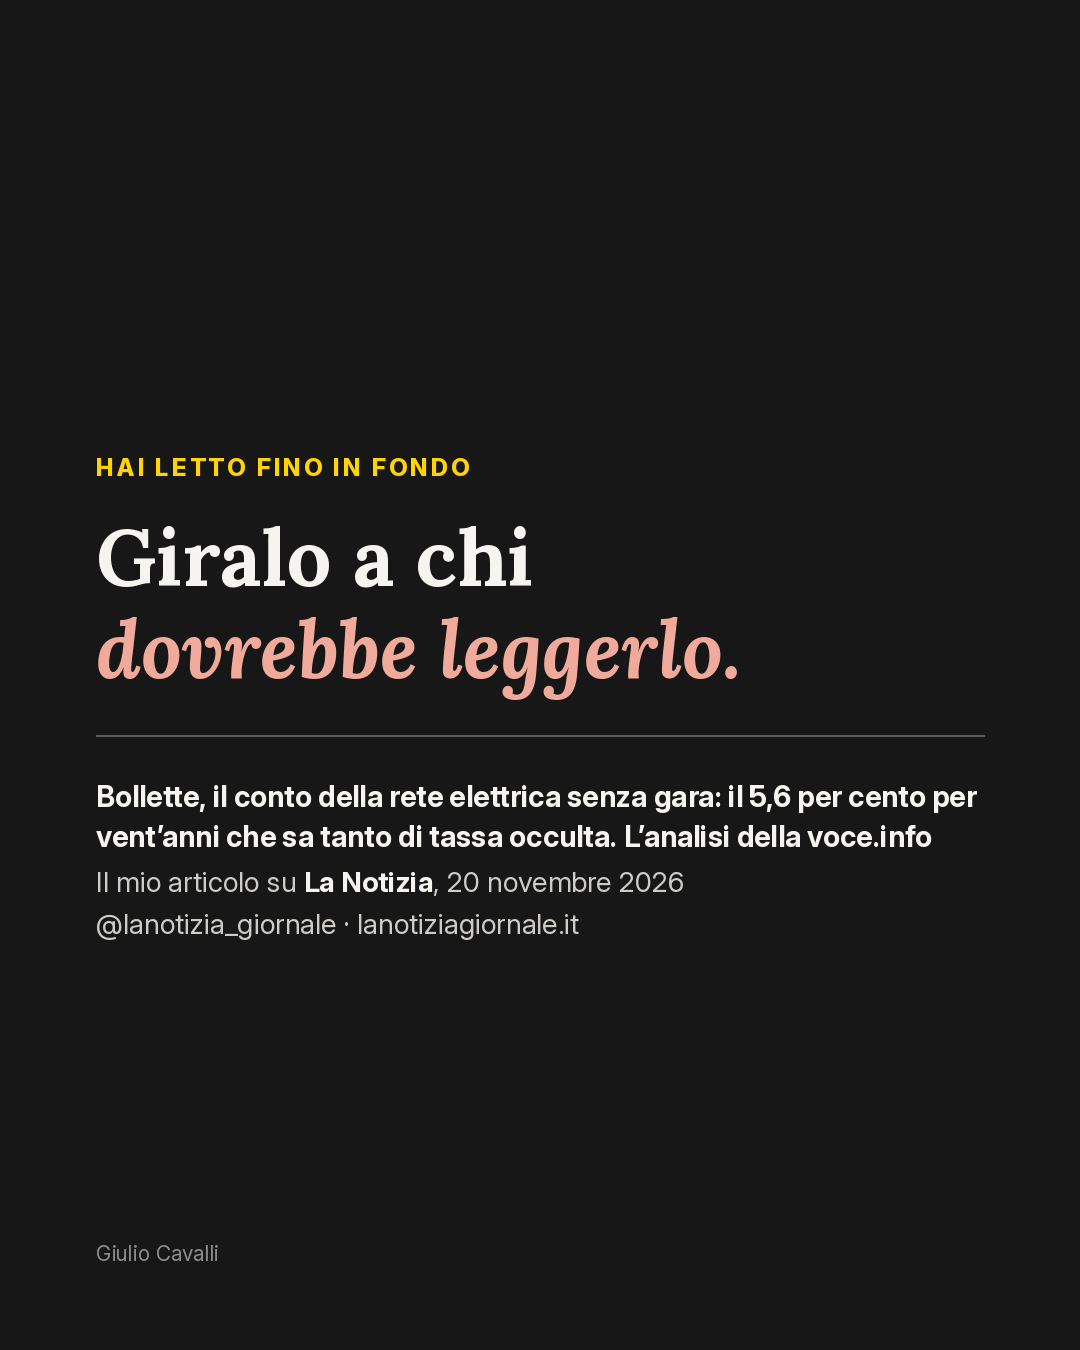 HAI LETTO FINO IN FONDO
Giralo a chi
dovrebbe leggerlo.
Bollette, il conto della rete elettrica senza gara: il 5,6 per cento per
vent’anni che sa tanto di tassa occulta. L’analisi della voce.info
Il mio articolo su La Notizia, 20 novembre 2026
@lanotizia_giornale · lanotiziagiornale.it
Giulio Cavalli